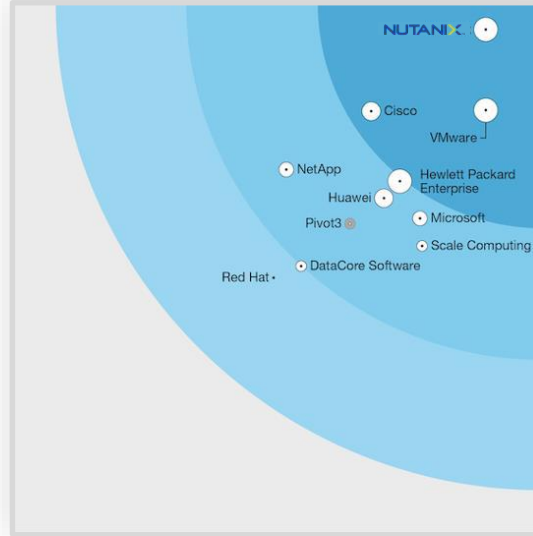 NUTANIX
Cisco
VMware
NetApp
Hewlett Packard
Enterprise
Huawei
Microsoft
Pivot3
Scale Computing
DataCore Software
Red Hat